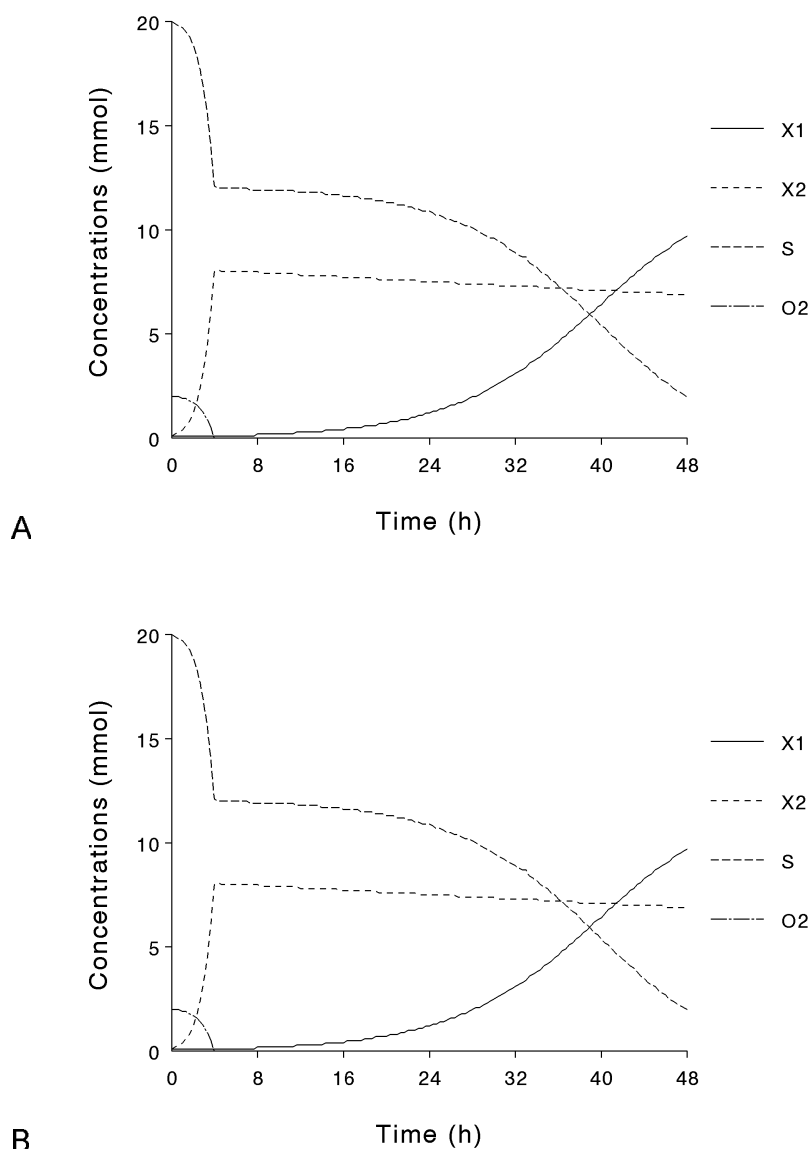 20
15
10
5
0
Concentrations (mmol)
0 8 16 24 32 40 48
Time (h)
X1
X2
S
O2
A
20
15
10
5
0
Concentrations (mmol)
0 8 16 24 32 40 48
Time (h)
X1
X2
S
O2
B